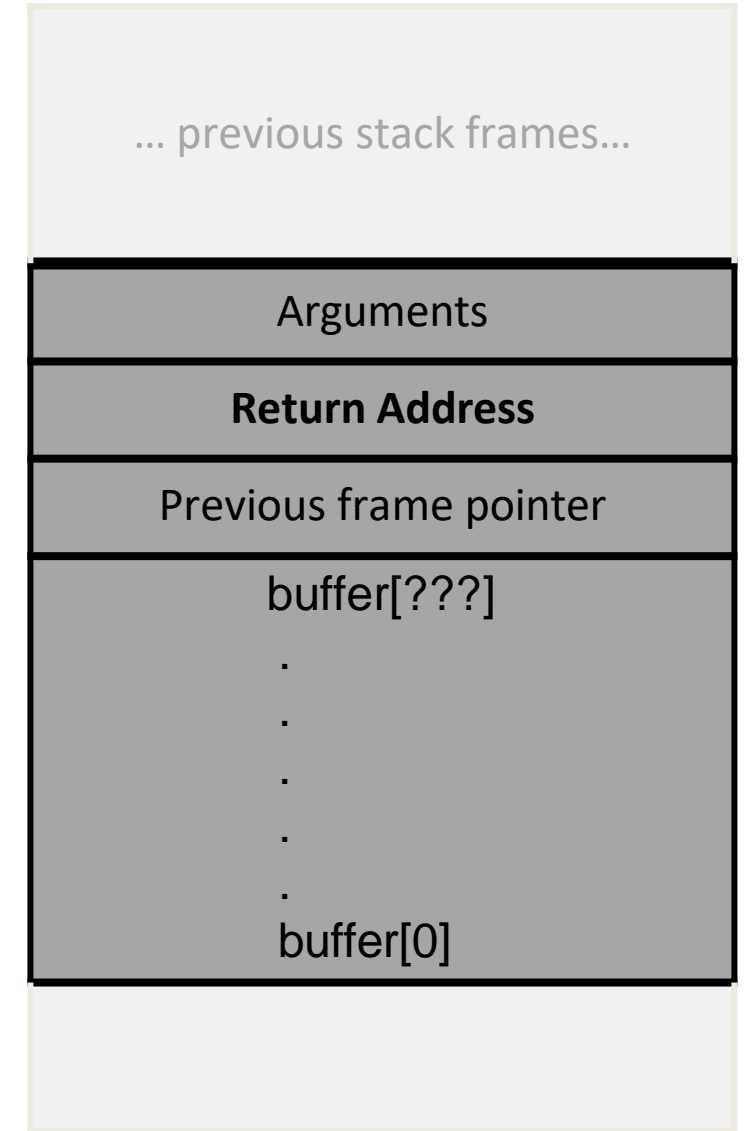 … previous stack frames…
Arguments
Return Address
Previous frame pointer
buffer[???]
.
.
.
.
.
buffer[0]